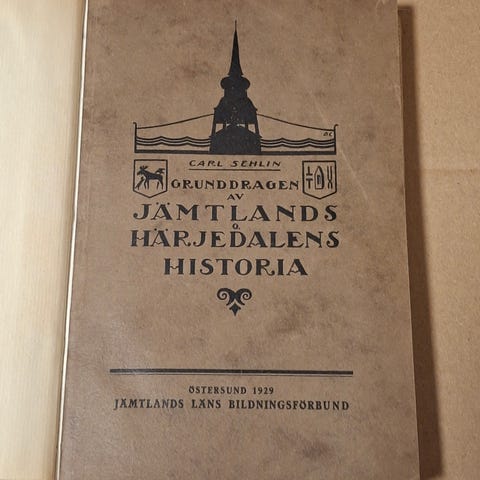 CARL SEHLIN
GRUNDDRAGEN
AV
JÄMTLANDS
O.
HÄRJEDALENS
HISTORIA
ÖSTERSUND 1929
JÄMTLANDS LÄNS BILDNINGSFÖRBUND